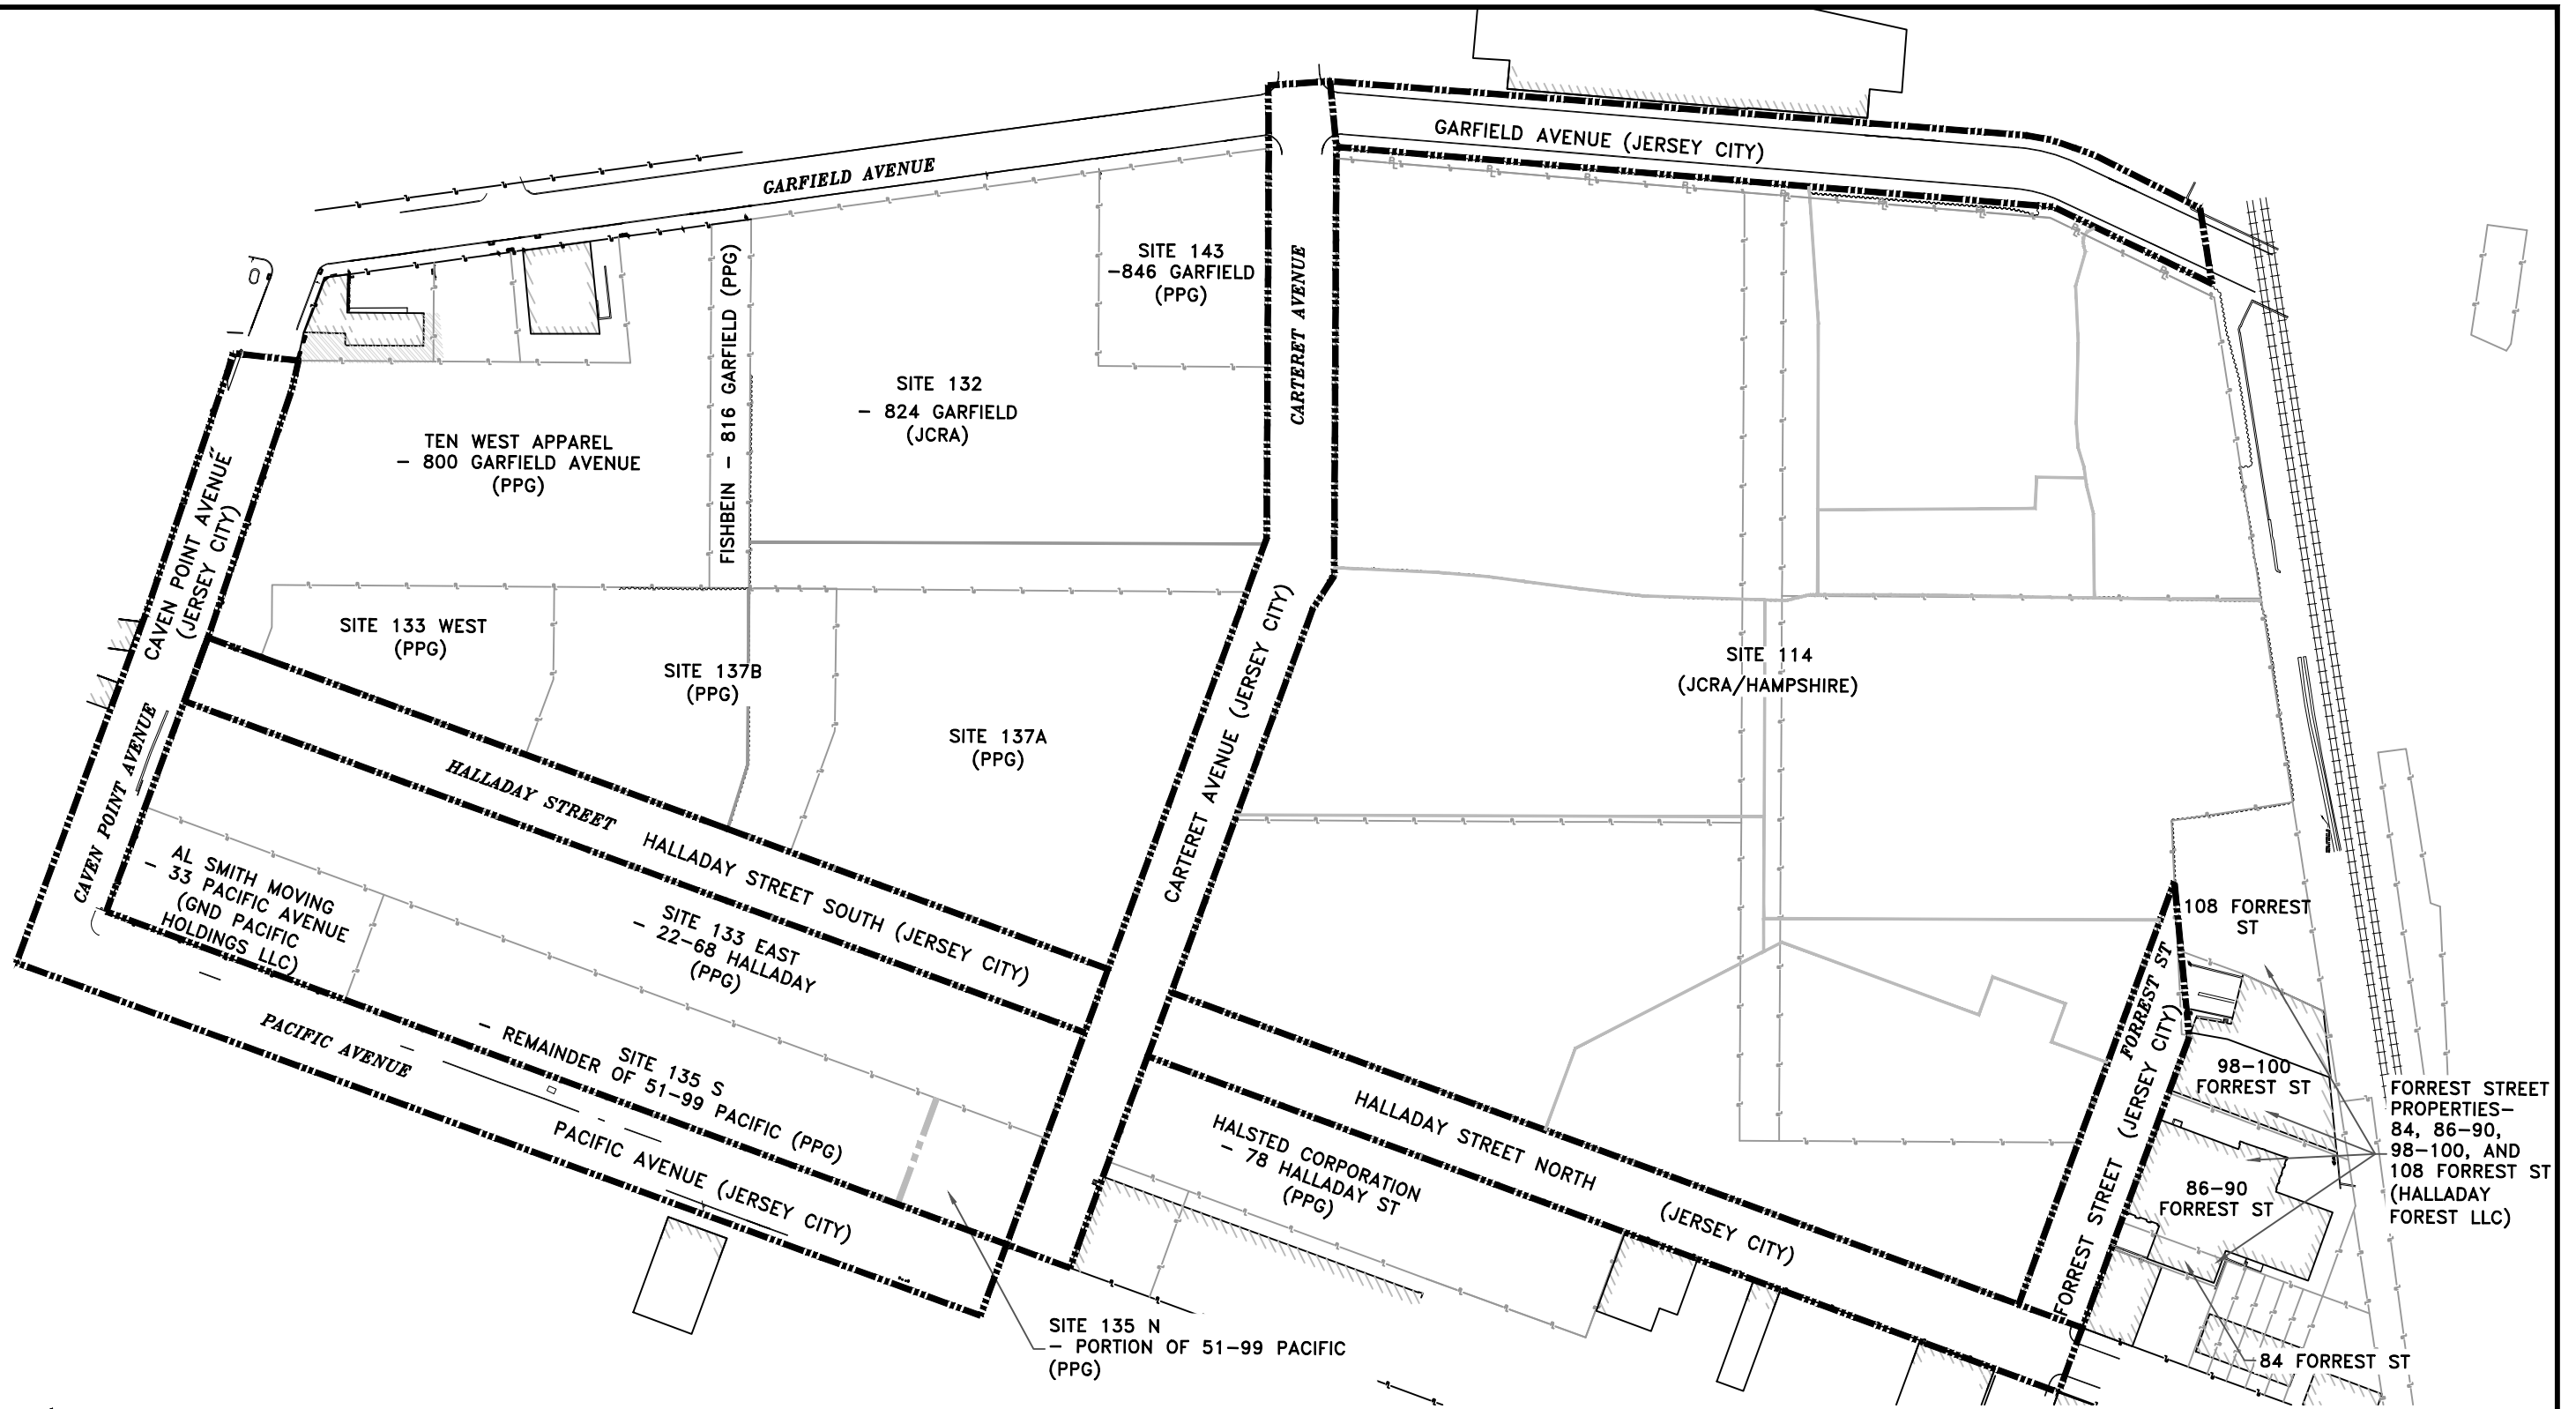 GARFIELD AVENUE (JERSEY CITY)
GARFIELD AVENUE
SITE 143
-846 GARFIELD
(PPG)
CARTERET AVENUE
FISHBEIN - 816 GARFIELD (PPG)
SITE 132
- 824 GARFIELD
(JCRA)
TEN WEST APPAREL
- 800 GARFIELD AVENUE
(PPG)
CAVEN POINT AVENUE
(JERSEY CITY)
SITE 133 WEST
(PPG)
SITE 137B
(PPG)
SITE 137A
(PPG)
CARTERET AVENUE (JERSEY CITY)
SITE 114
(JCRA/HAMPSHIRE)
CAVEN POINT AVENUE
HALLADAY STREET
HALLADAY STREET SOUTH (JERSEY CITY)
AL SMITH MOVING
- 33 PACIFIC AVENUE
(GND PACIFIC
HOLDINGS LLC)
SITE 133 EAST
- 22-68 HALLADAY
(PPG)
PACIFIC AVENUE
SITE 135 S
- REMAINDER OF 51-99 PACIFIC (PPG)
PACIFIC AVENUE (JERSEY CITY)
SITE 135 N
- PORTION OF 51-99 PACIFIC
(PPG)
HALSTED CORPORATION
- 78 HALLADAY ST
(PPG)
HALLADAY STREET NORTH
(JERSEY CITY)
FORREST ST
FORREST STREET (JERSEY CITY)
108 FORREST
ST
98-100
FORREST ST
86-90
FORREST ST
84 FORREST ST
FORREST STREET
PROPERTIES-
84, 86-90,
98-100, AND
108 FORREST ST
(HALLADAY
FOREST LLC)